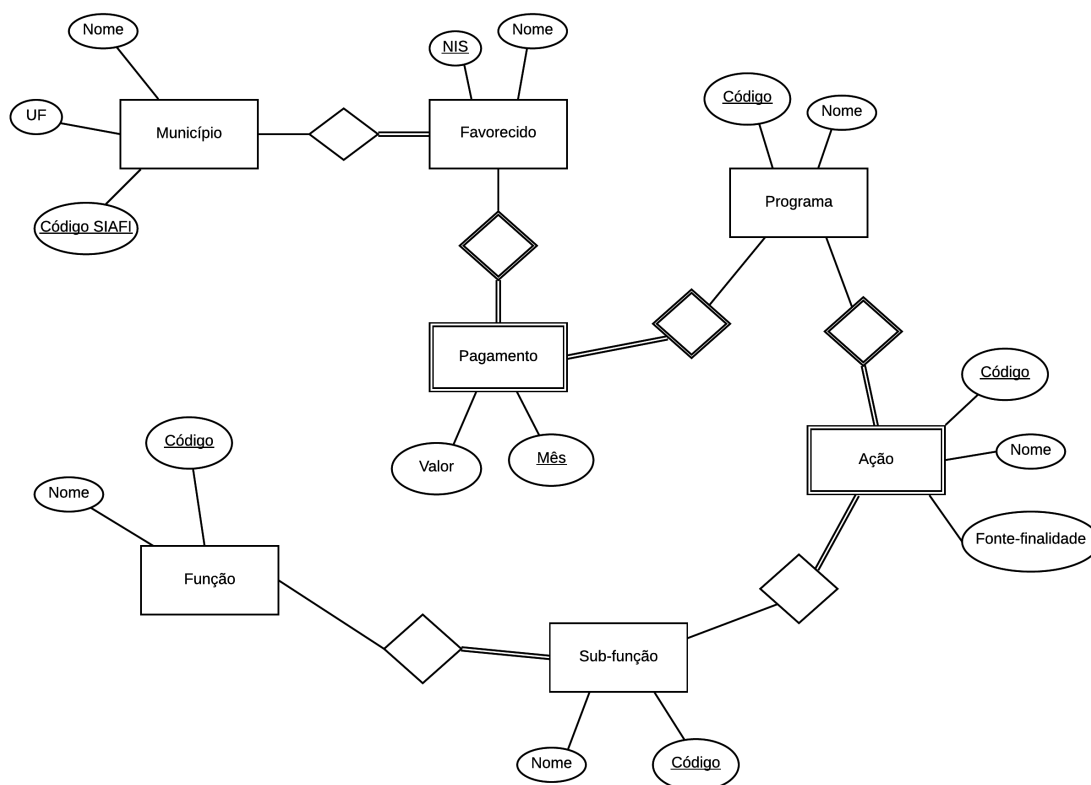 Nome
NIS
Nome
UF
Município
Favorecido
Código SIAFI
Código
Nome
Programa
Pagamento
Valor
Mês
Código
Nome
Ação
Fonte-finalidade
Código
Nome
Função
Sub-função
Nome
Código